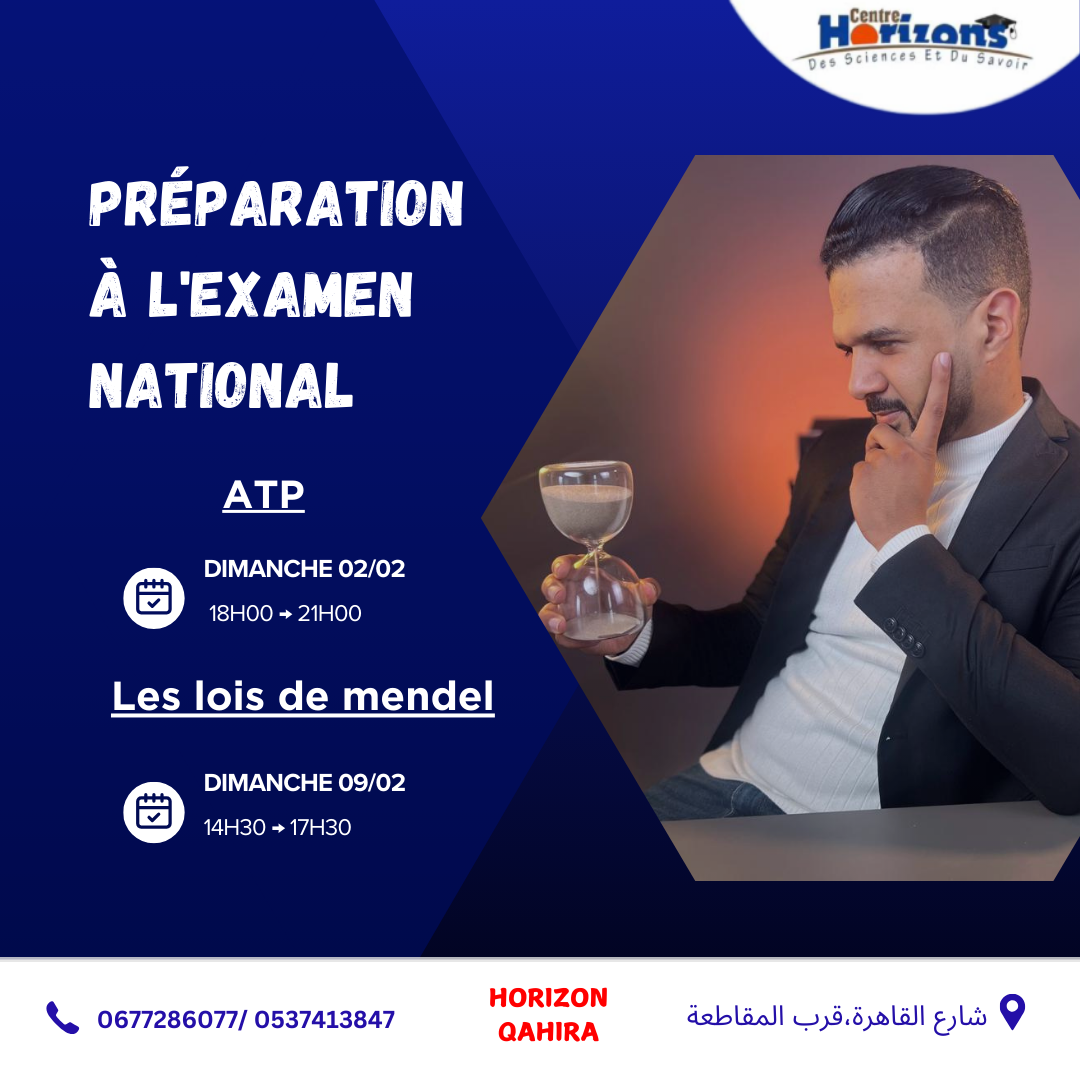 Centre
Horizons
Des Sciences Et Du Savoir
PRÉPARATION
À L'EXAMEN
NATIONAL
ATP
DIMANCHE 02/02
18H00 → 21H00
Les lois de mendel
DIMANCHE 09/02
14H30 → 17H30
0677286077/ 0537413847
HORIZON
QAHIRA
شارع القاهرة،قرب المقاطعة